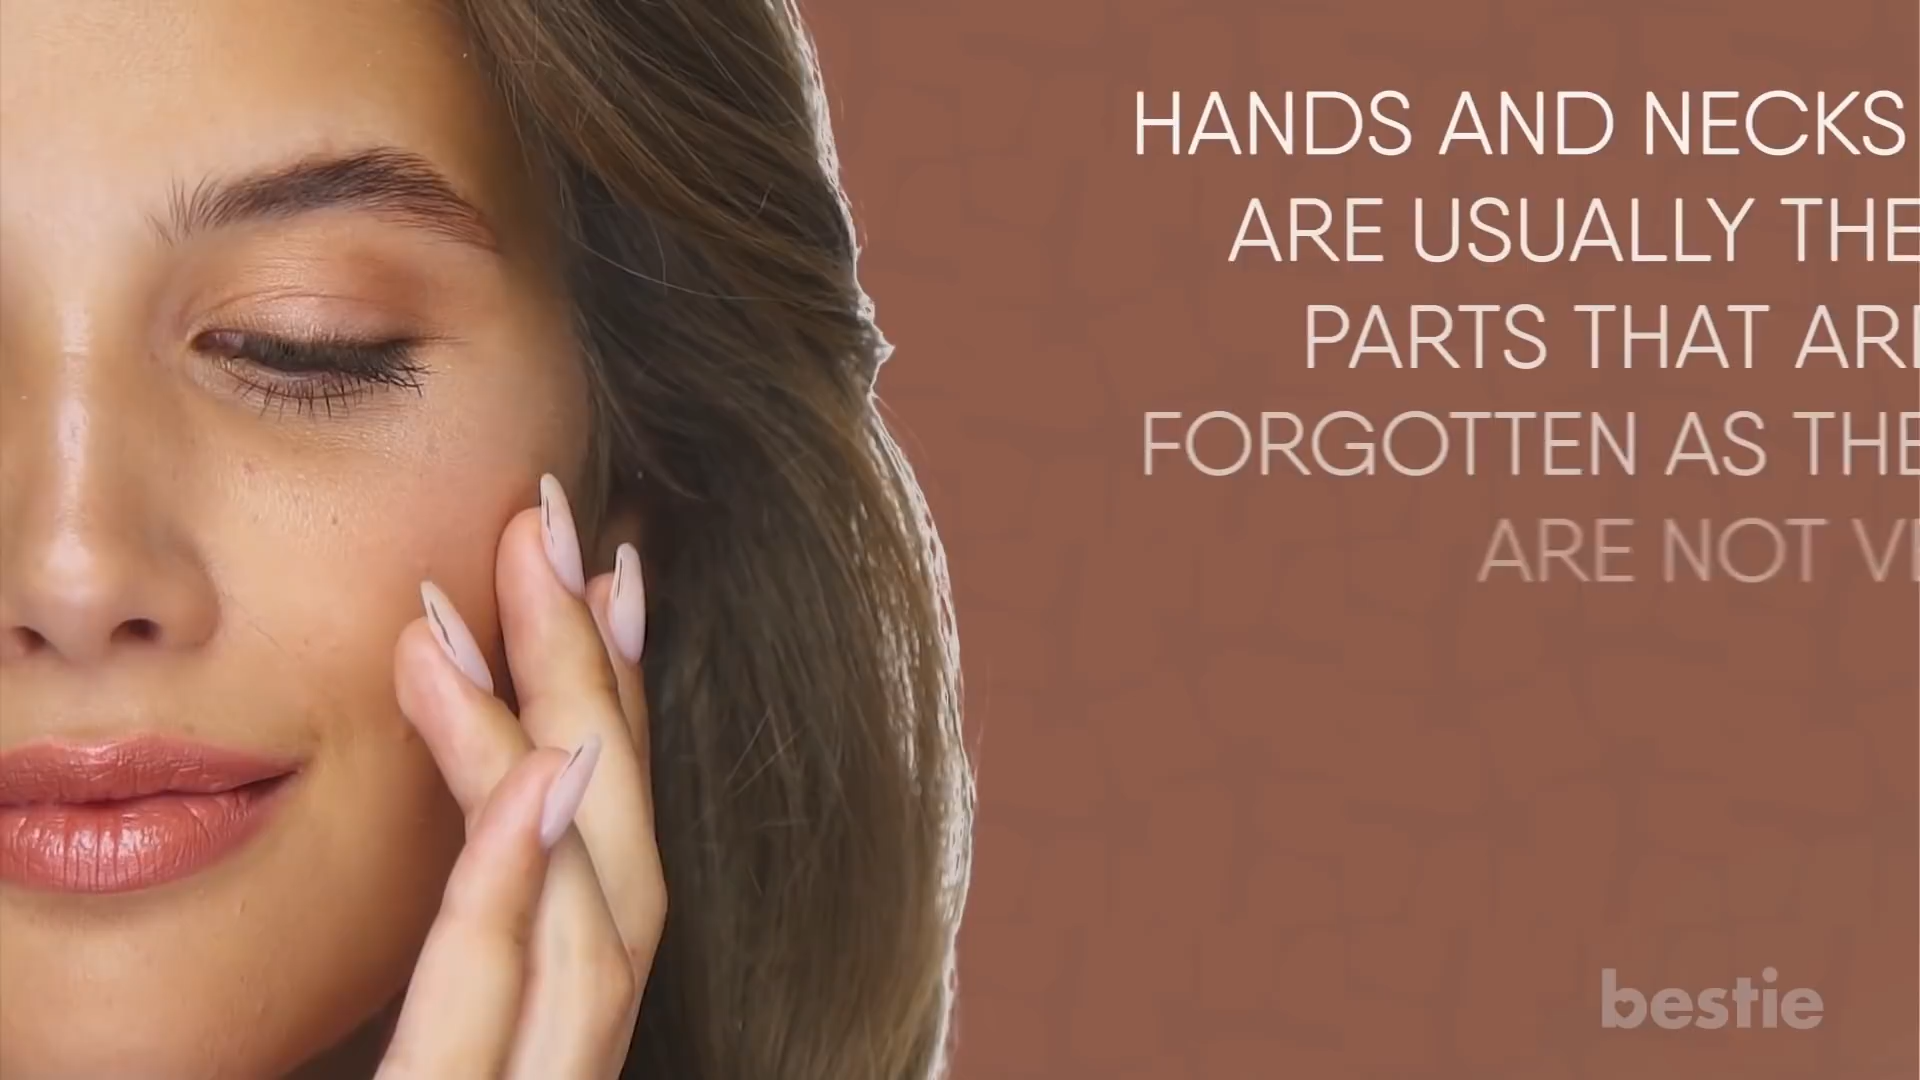 HANDS AND NECKS
ARE USUALLY THE
PARTS THAT
FORGOTTEN AS
ARE NOT
bestie